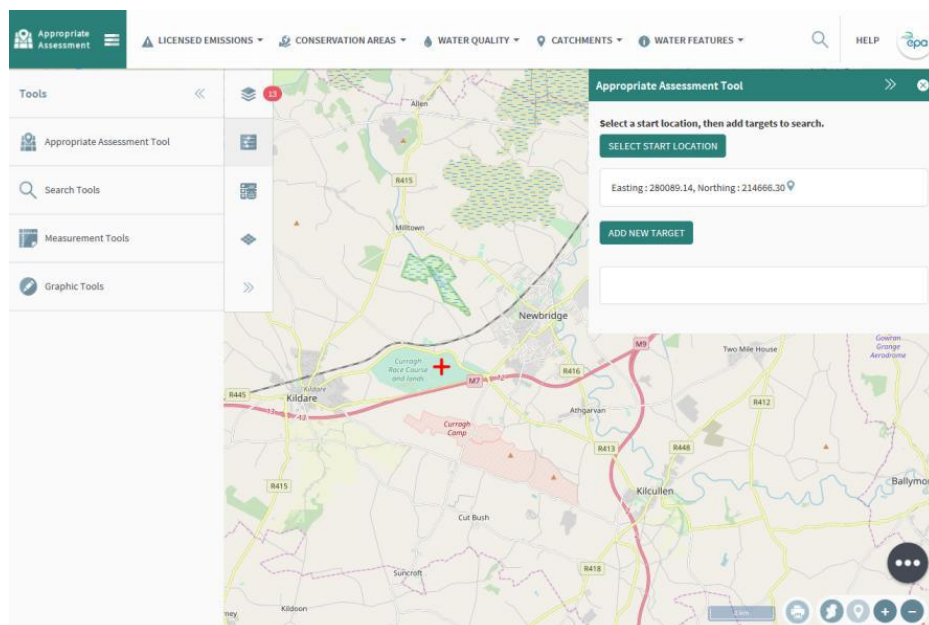 Appropriate
Assessment
LICENSED EMISSIONS
CONSERVATION AREAS
WATER QUALITY
CATCHMENTS
WATER FEATURES
HELP
epa
Tools
13
Appropriate Assessment Tool
Search Tools
Measurement Tools
Graphic Tools
Appropriate Assessment Tool
Select a start location, then add targets to search.
SELECT START LOCATION
Easting : 280089.14, Northing : 214666.30
ADD NEW TARGET
Allen
R415
Milltown
Newbridge
M9
Two Mile House
Gowran
Grange
Aerodrome
Curragh
Race Course
and lands
M7
12
R416
R445
Kildare
Kildare
13
Athgarvan
R412
Curragh
Camp
R413
R448
R415
Kilcullen
Ballymo
Cut Bush
R418
Suncroft
ney
Kildoon